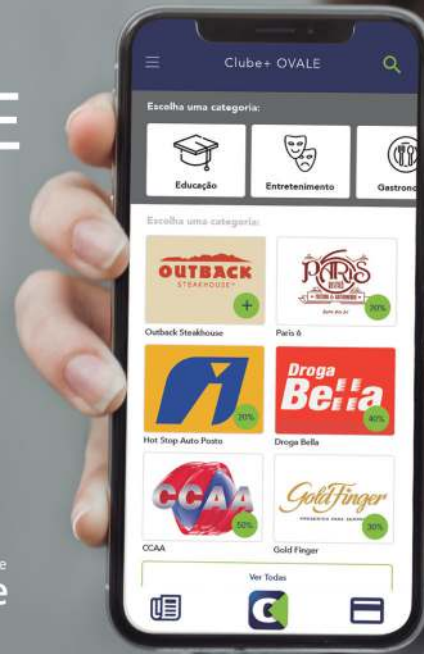 E
Clube+ OVALE
Escolha uma categoria:
Educação
Entretenimento
Gastrono
Escolha uma categoria:
OUTBACK
STEAKHOUSE
+
PARIS
20%
Outback Steakhouse
Paris 6
20%
Droga
Bella
40%
Hot Stop Auto Posto
Droga Bella
CCAA
50%
Gold Finger
30%
CCAA
Gold Finger
Ver Todas
e
e